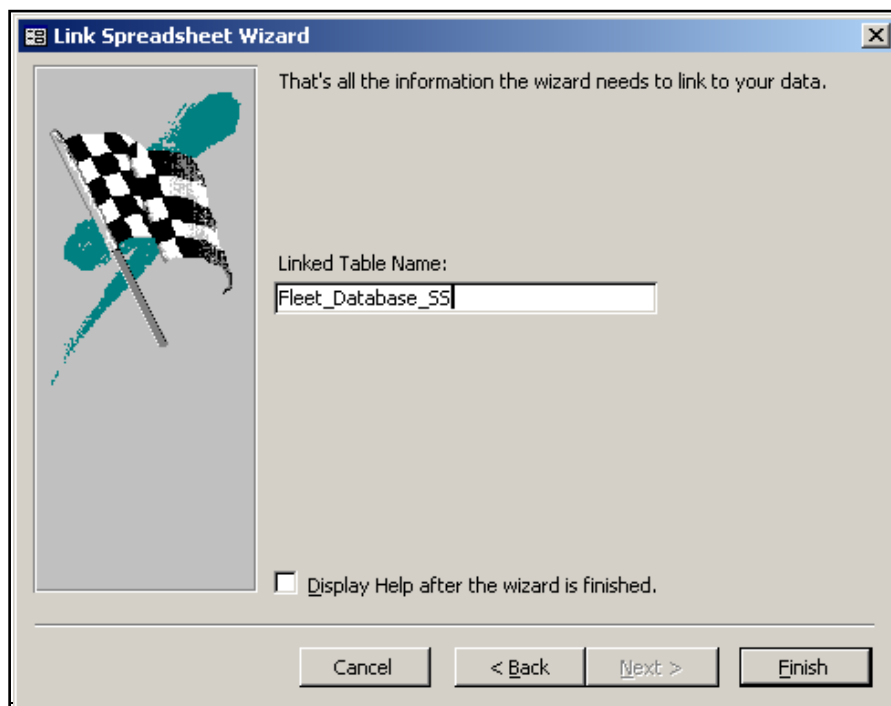 Link Spreadsheet Wizard
That's all the information the wizard needs to link to your data.
Linked Table Name:
Fleet_Database_SS
Display Help after the wizard is finished.
Cancel
< Back
Next >
Finish